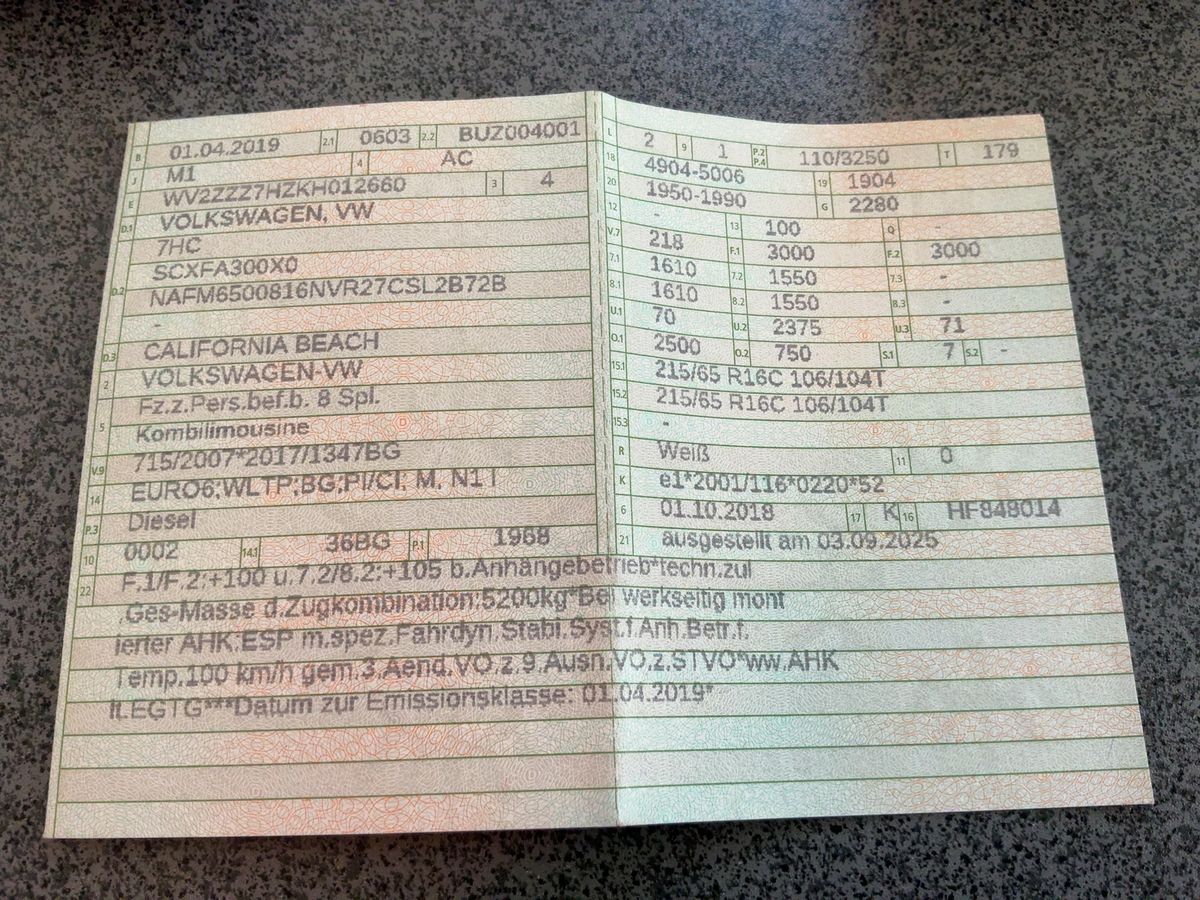 B 01.04.2019 2.1 0603 2.2 BUZ004001
J M1 4 AC
E WV2ZZZ7HZKH012660 3 4
D.1 VOLKSWAGEN, VW
7HC
D.2 SCXFA300X0
NAFM6500816NVR27CSL2B72B
-
D.3 CALIFORNIA BEACH
2 VOLKSWAGEN-VW
5 Fz.z.Pers.bef.b. 8 Spl.
Kombilimousine
V.9 715/2007*2017/1347BG
14 EURO6;WLTP;BG;PI/CI; M, N1 I
P.3 Diesel
10 0002 14.1 36BG P.1 1968
L 2 9 1 P.2 P.4 110/3250 T 179
18 4904-5006 19 1904
20 1950-1990 G 2280
12 - 13 100 Q -
V.7 218 F.1 3000 F.2 3000
7.1 1610 7.2 1550 7.3 -
8.1 1610 8.2 1550 8.3 -
U.1 70 U.2 2375 U.3 71
O.1 2500 O.2 750 S.1 7 S.2 -
15.1 215/65 R16C 106/104T
15.2 215/65 R16C 106/104T
15.3 -
R Weiß 11 0
K e1*2001/116*0220*52
6 01.10.2018 17 K 16 HF848014
21 ausgestellt am 03.09.2025
22 F.1/F.2:+100 u.7.2/8.2:+105 b.Anhängebetrieb*techn.zul
.Ges-Masse d.Zugkombination:5200kg*Bei werkseitig mont
ierter AHK:ESP m.spez.Fahrdyn.Stabi.Syst.f.Anh.Betr.f.
Temp.100 km/h gem.3.Aend.VO.z.9.Ausn.VO.z.STVO*ww.AHK
lt.EGTG***Datum zur Emissionsklasse: 01.04.2019*